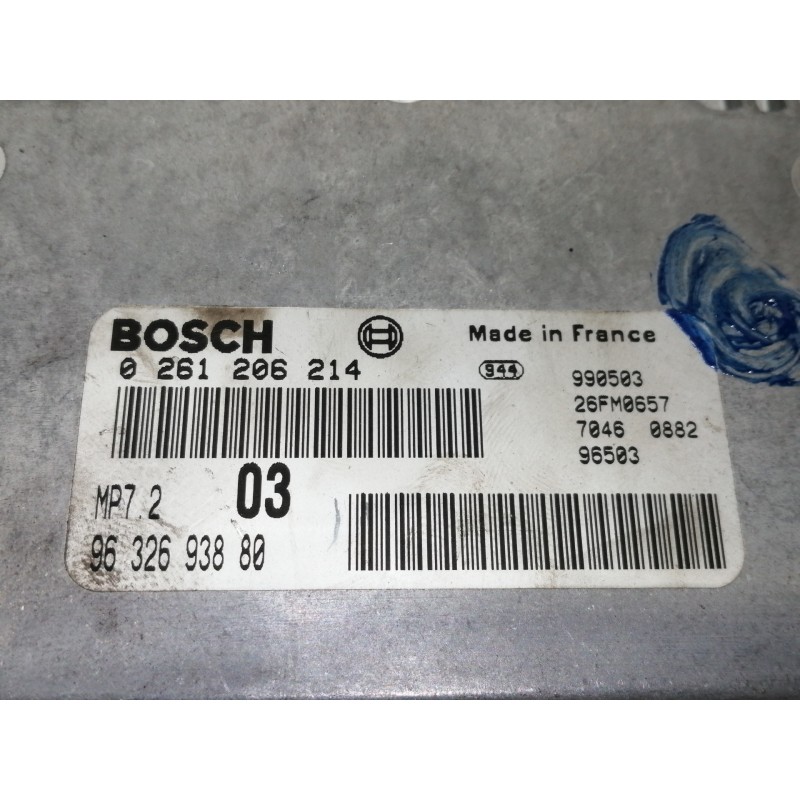 BOSCH
Made in France
0 261 206 214
944
990503
26FM0657
7046 0882
96503
MP7.2
03
96 326 938 80